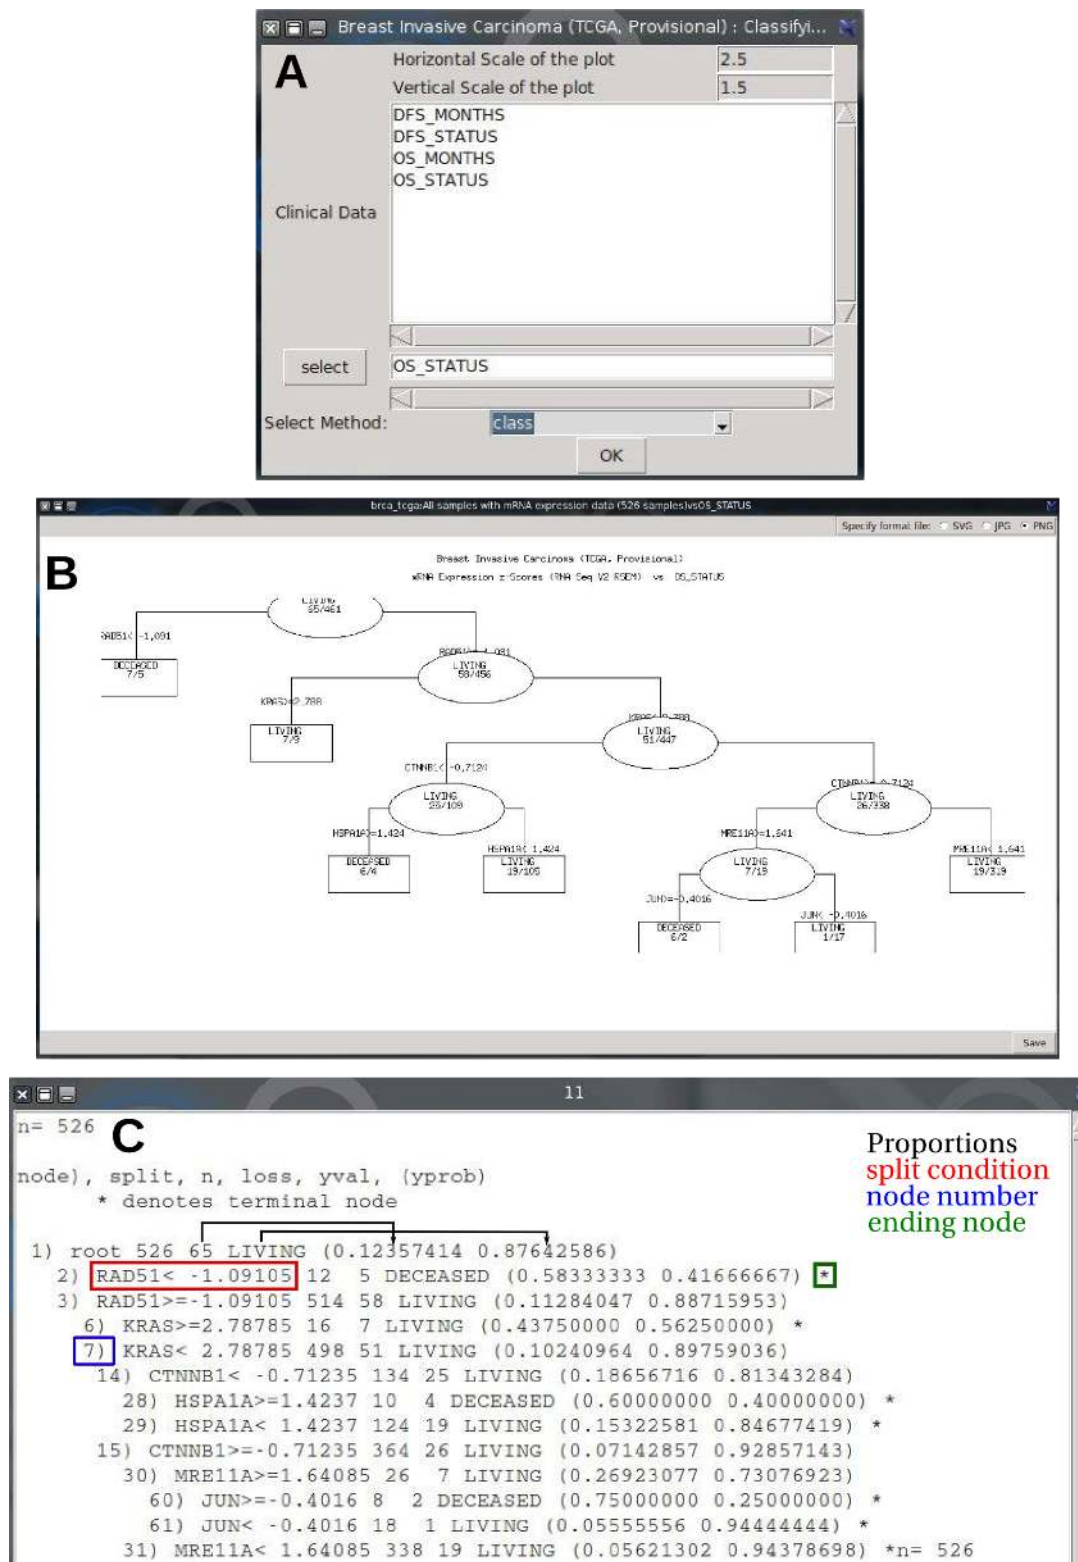 Breast Invasive Carcinoma (TCGA, Provisional) : Classifyi...
A
Horizontal Scale of the plot 2.5
Vertical Scale of the plot 1.5
DFS_MONTHS
DFS_STATUS
OS_MONTHS
OS_STATUS
Clinical Data
select OS_STATUS
Select Method: class
OK
brca_tcga:All samples with mRNA expression data (526 samples)vsOS_STATUS
Specify format file: SVG JPG PNG
B
Breast Invasive Carcinoma (TCGA, Provisional)
mRNA Expression z-Scores (RNA Seq V2 RSEM) vs OS_STATUS
LIVING
65/461
RAD51< -1,091
DECEASED
7/5
LIVING
58/456
KRAS>=2,788
LIVING
7/9
LIVING
51/447
CTNNB1< -0,7124
LIVING
25/109
LIVING
26/338
HSPA1A>=1,424
HSPA1A< 1,424
MRE11A>=1,641
MRE11A< 1,641
DECEASED
6/4
LIVING
19/105
LIVING
7/19
LIVING
19/319
JUN>=-0,4016
JUN< -0,4016
DECEASED
6/2
LIVING
1/17
Save
11
n= 526
C
Proportions
split condition
node number
ending node
node), split, n, loss, yval, (yprob)
* denotes terminal node
1) root 526 65 LIVING (0.12357414 0.87642586)
2) RAD51< -1.09105 12 5 DECEASED (0.58333333 0.41666667) *
3) RAD51>=-1.09105 514 58 LIVING (0.11284047 0.88715953)
6) KRAS>=2.78785 16 7 LIVING (0.43750000 0.56250000) *
7) KRAS< 2.78785 498 51 LIVING (0.10240964 0.89759036)
14) CTNNB1< -0.71235 134 25 LIVING (0.18656716 0.81343284)
28) HSPA1A>=1.4237 10 4 DECEASED (0.60000000 0.40000000) *
29) HSPA1A< 1.4237 124 19 LIVING (0.15322581 0.84677419) *
15) CTNNB1>=-0.71235 364 26 LIVING (0.07142857 0.92857143)
30) MRE11A>=1.64085 26 7 LIVING (0.26923077 0.73076923)
60) JUN>=-0.4016 8 2 DECEASED (0.75000000 0.25000000) *
61) JUN< -0.4016 18 1 LIVING (0.05555556 0.94444444) *
31) MRE11A< 1.64085 338 19 LIVING (0.05621302 0.94378698) *n= 526